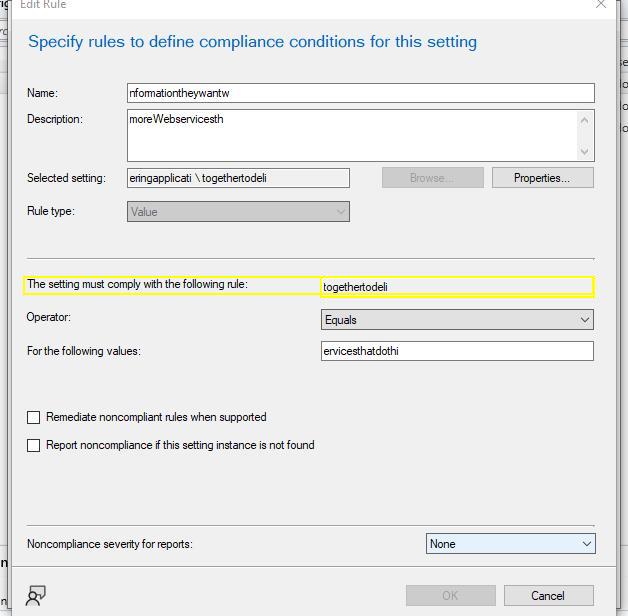 Edit Rule
Specify rules to define compliance conditions for this setting
Name:
nformationtheywantw
Description:
moreWebservicesth
Selected setting:
eringapplicati \ togethertodeli
Browse...
Properties...
Rule type:
Value
The setting must comply with the following rule:
togethertodeli
Operator:
Equals
For the following values:
ervicesthatdothi
Remediate noncompliant rules when supported
Report noncompliance if this setting instance is not found
Noncompliance severity for reports:
None
OK
Cancel